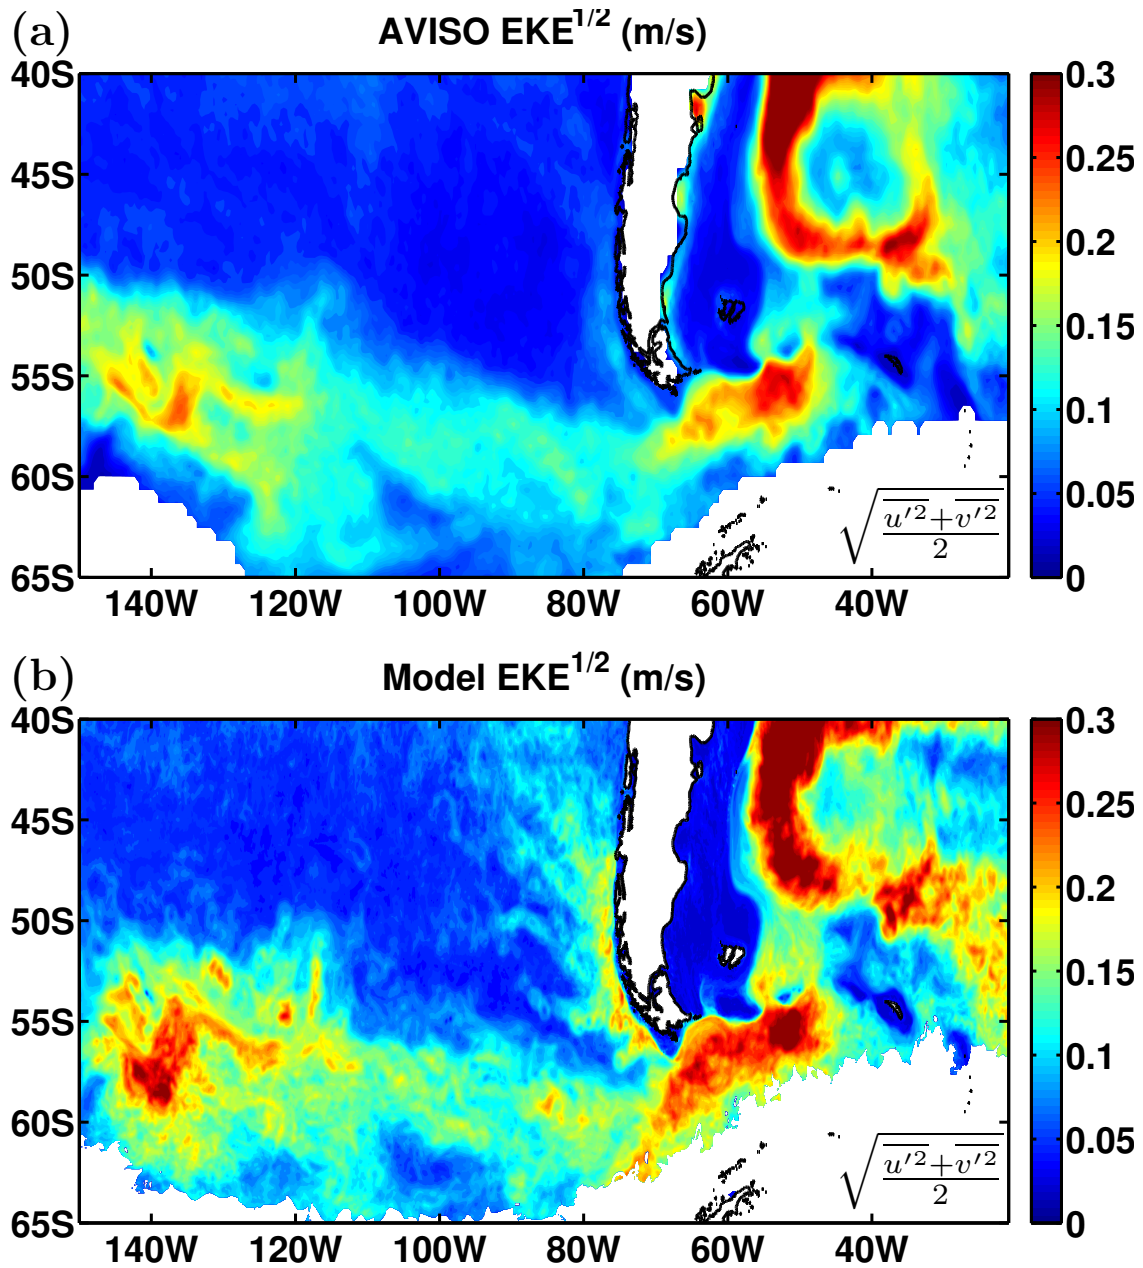 (a)
AVISO EKE^1/2 (m/s)
40S
45S
50S
55S
60S
65S
140W 120W 100W 80W 60W 40W
0.3
0.25
0.2
0.15
0.1
0.05
0
√((u′²+v′²)/2)
(b)
Model EKE^1/2 (m/s)
40S
45S
50S
55S
60S
65S
140W 120W 100W 80W 60W 40W
0.3
0.25
0.2
0.15
0.1
0.05
0
√((u′²+v′²)/2)